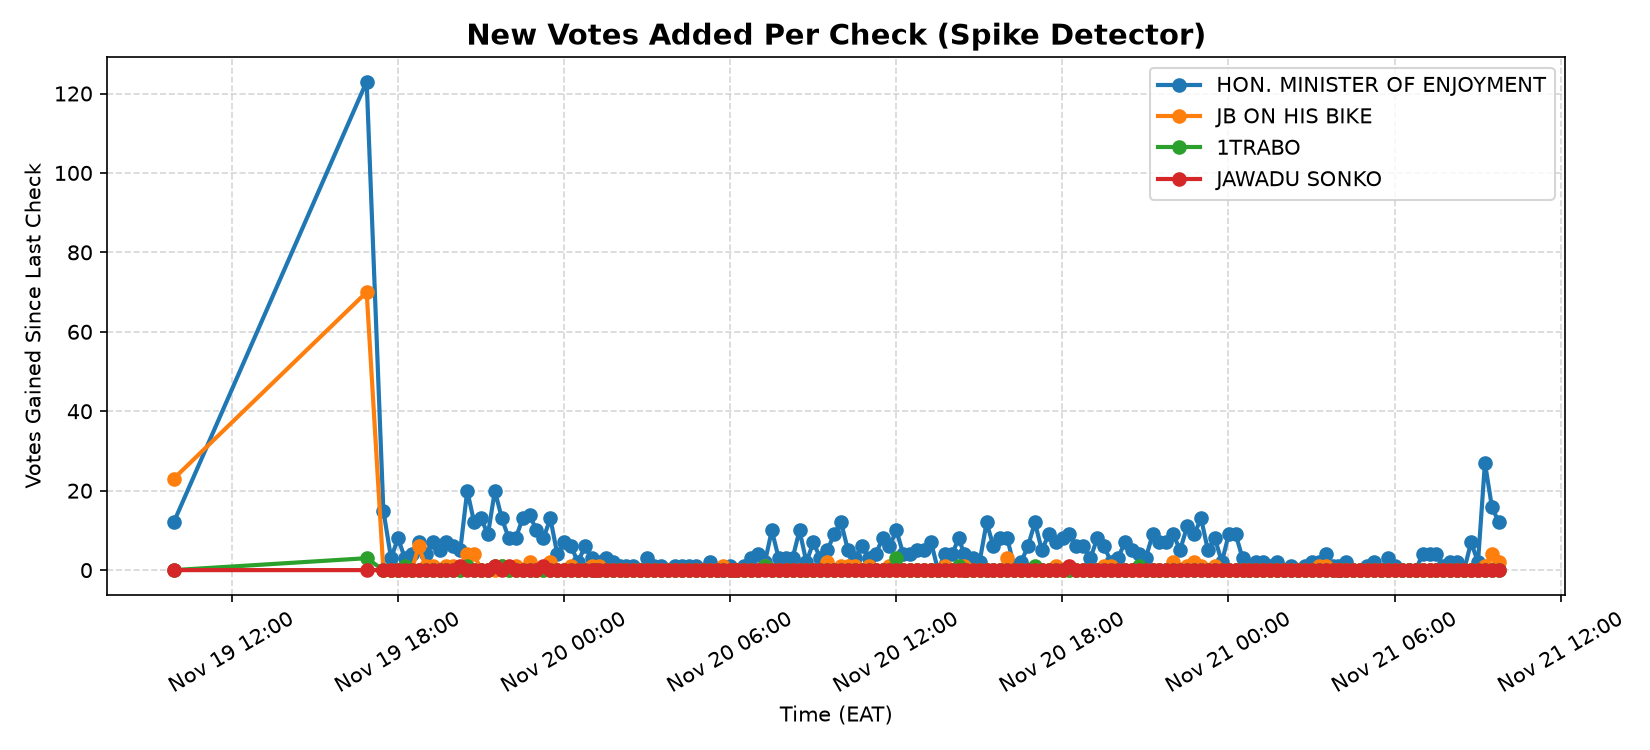 New Votes Added Per Check (Spike Detector)
HON. MINISTER OF ENJOYMENT
JB ON HIS BIKE
1TRABO
JAWADU SONKO
Votes Gained Since Last Check
120
100
80
60
40
20
0
Nov 19 12:00
Nov 19 18:00
Nov 20 00:00
Nov 20 06:00
Nov 20 12:00
Nov 20 18:00
Nov 21 00:00
Nov 21 06:00
Nov 21 12:00
Time (EAT)